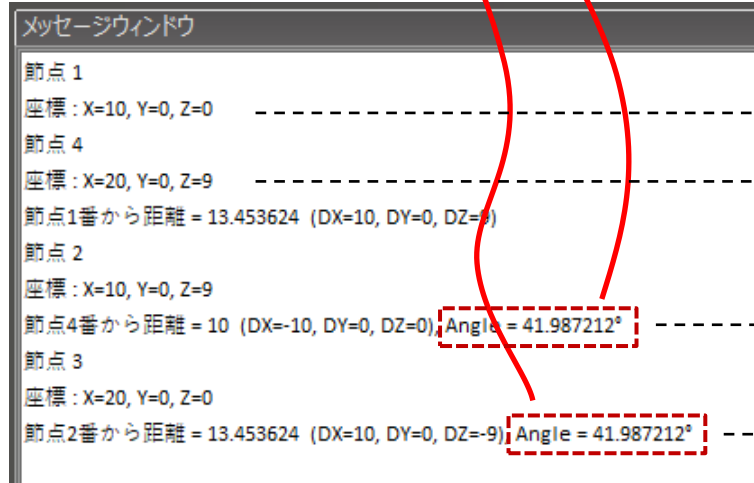 メッセージウィンドウ
節点 1
座標 : X=10, Y=0, Z=0
節点 4
座標 : X=20, Y=0, Z=9
節点1番から距離 = 13.453624 (DX=10, DY=0, DZ=9)
節点 2
座標 : X=10, Y=0, Z=9
節点4番から距離 = 10 (DX=-10, DY=0, DZ=0), Angle = 41.987212°
節点 3
座標 : X=20, Y=0, Z=0
節点2番から距離 = 13.453624 (DX=10, DY=0, DZ=-9), Angle = 41.987212°